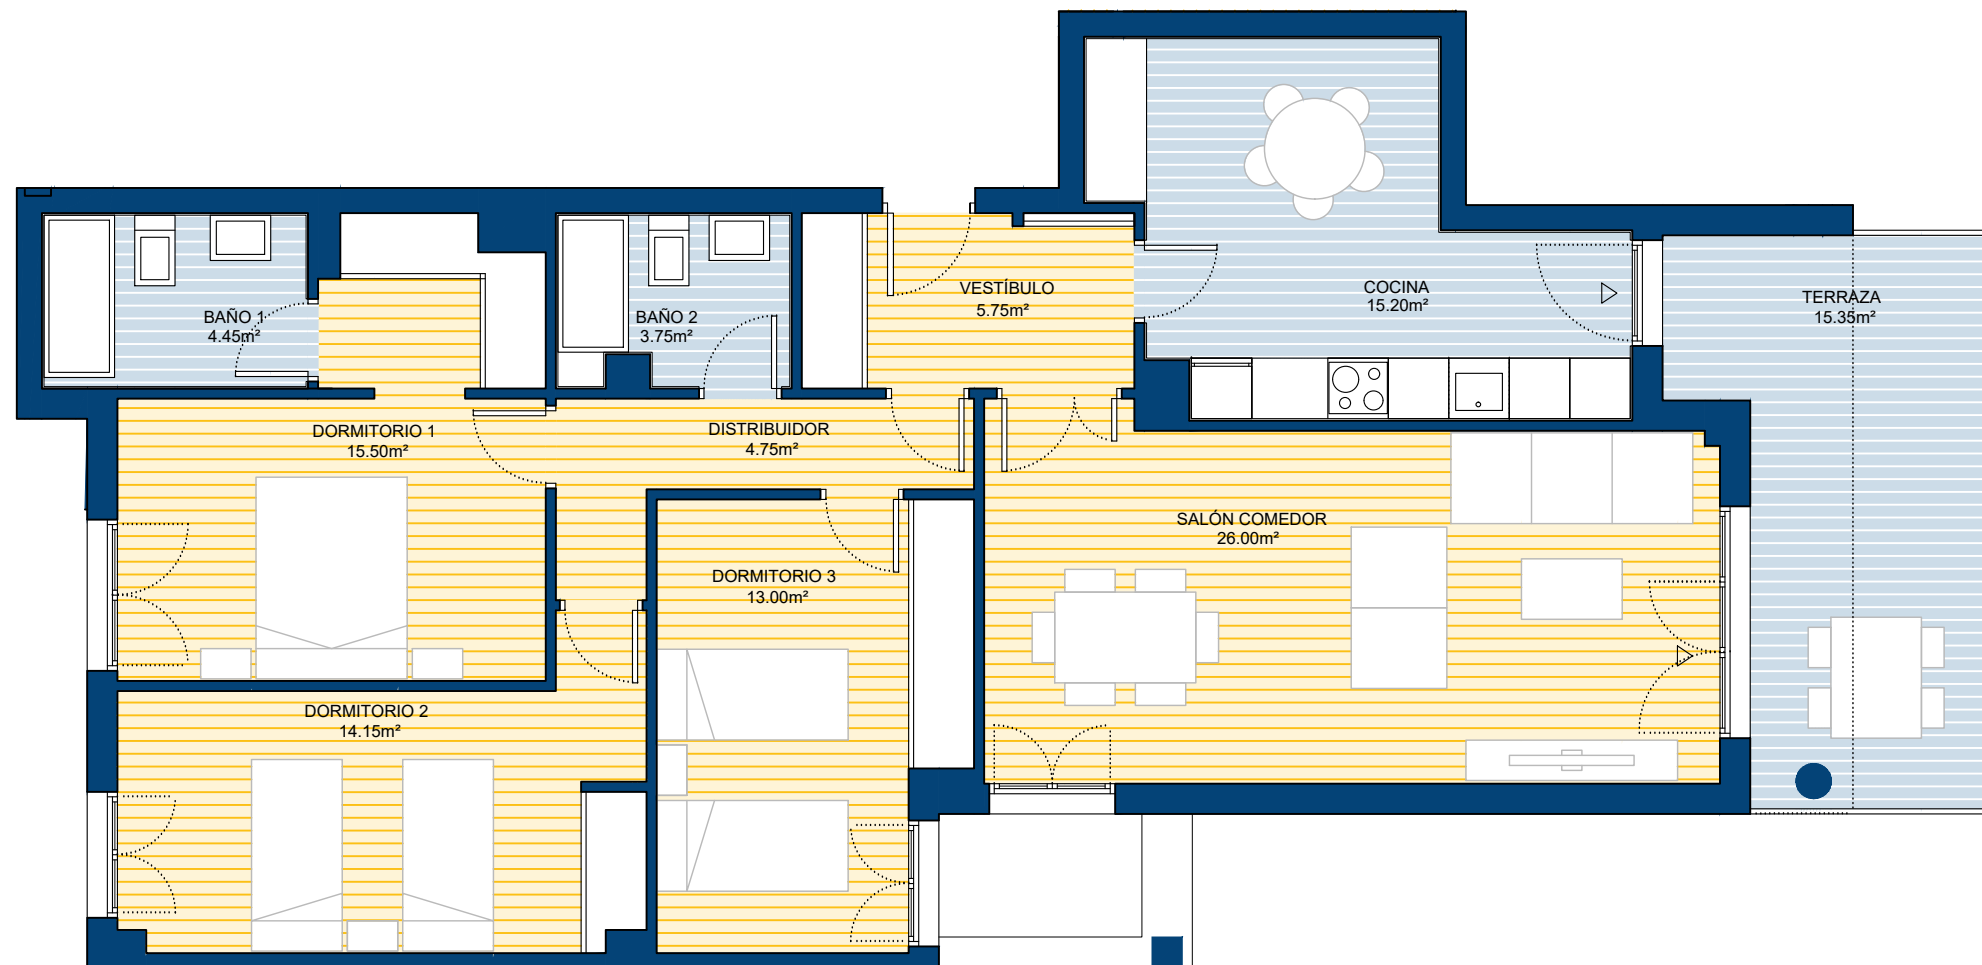 COCINA
15.20m²
VESTÍBULO
5.75m²
TERRAZA
15.35m²
BAÑO 1
4.45m²
BAÑO 2
3.75m²
DORMITORIO 1
15.50m²
DISTRIBUIDOR
4.75m²
SALÓN COMEDOR
26.00m²
DORMITORIO 3
13.00m²
DORMITORIO 2
14.15m²